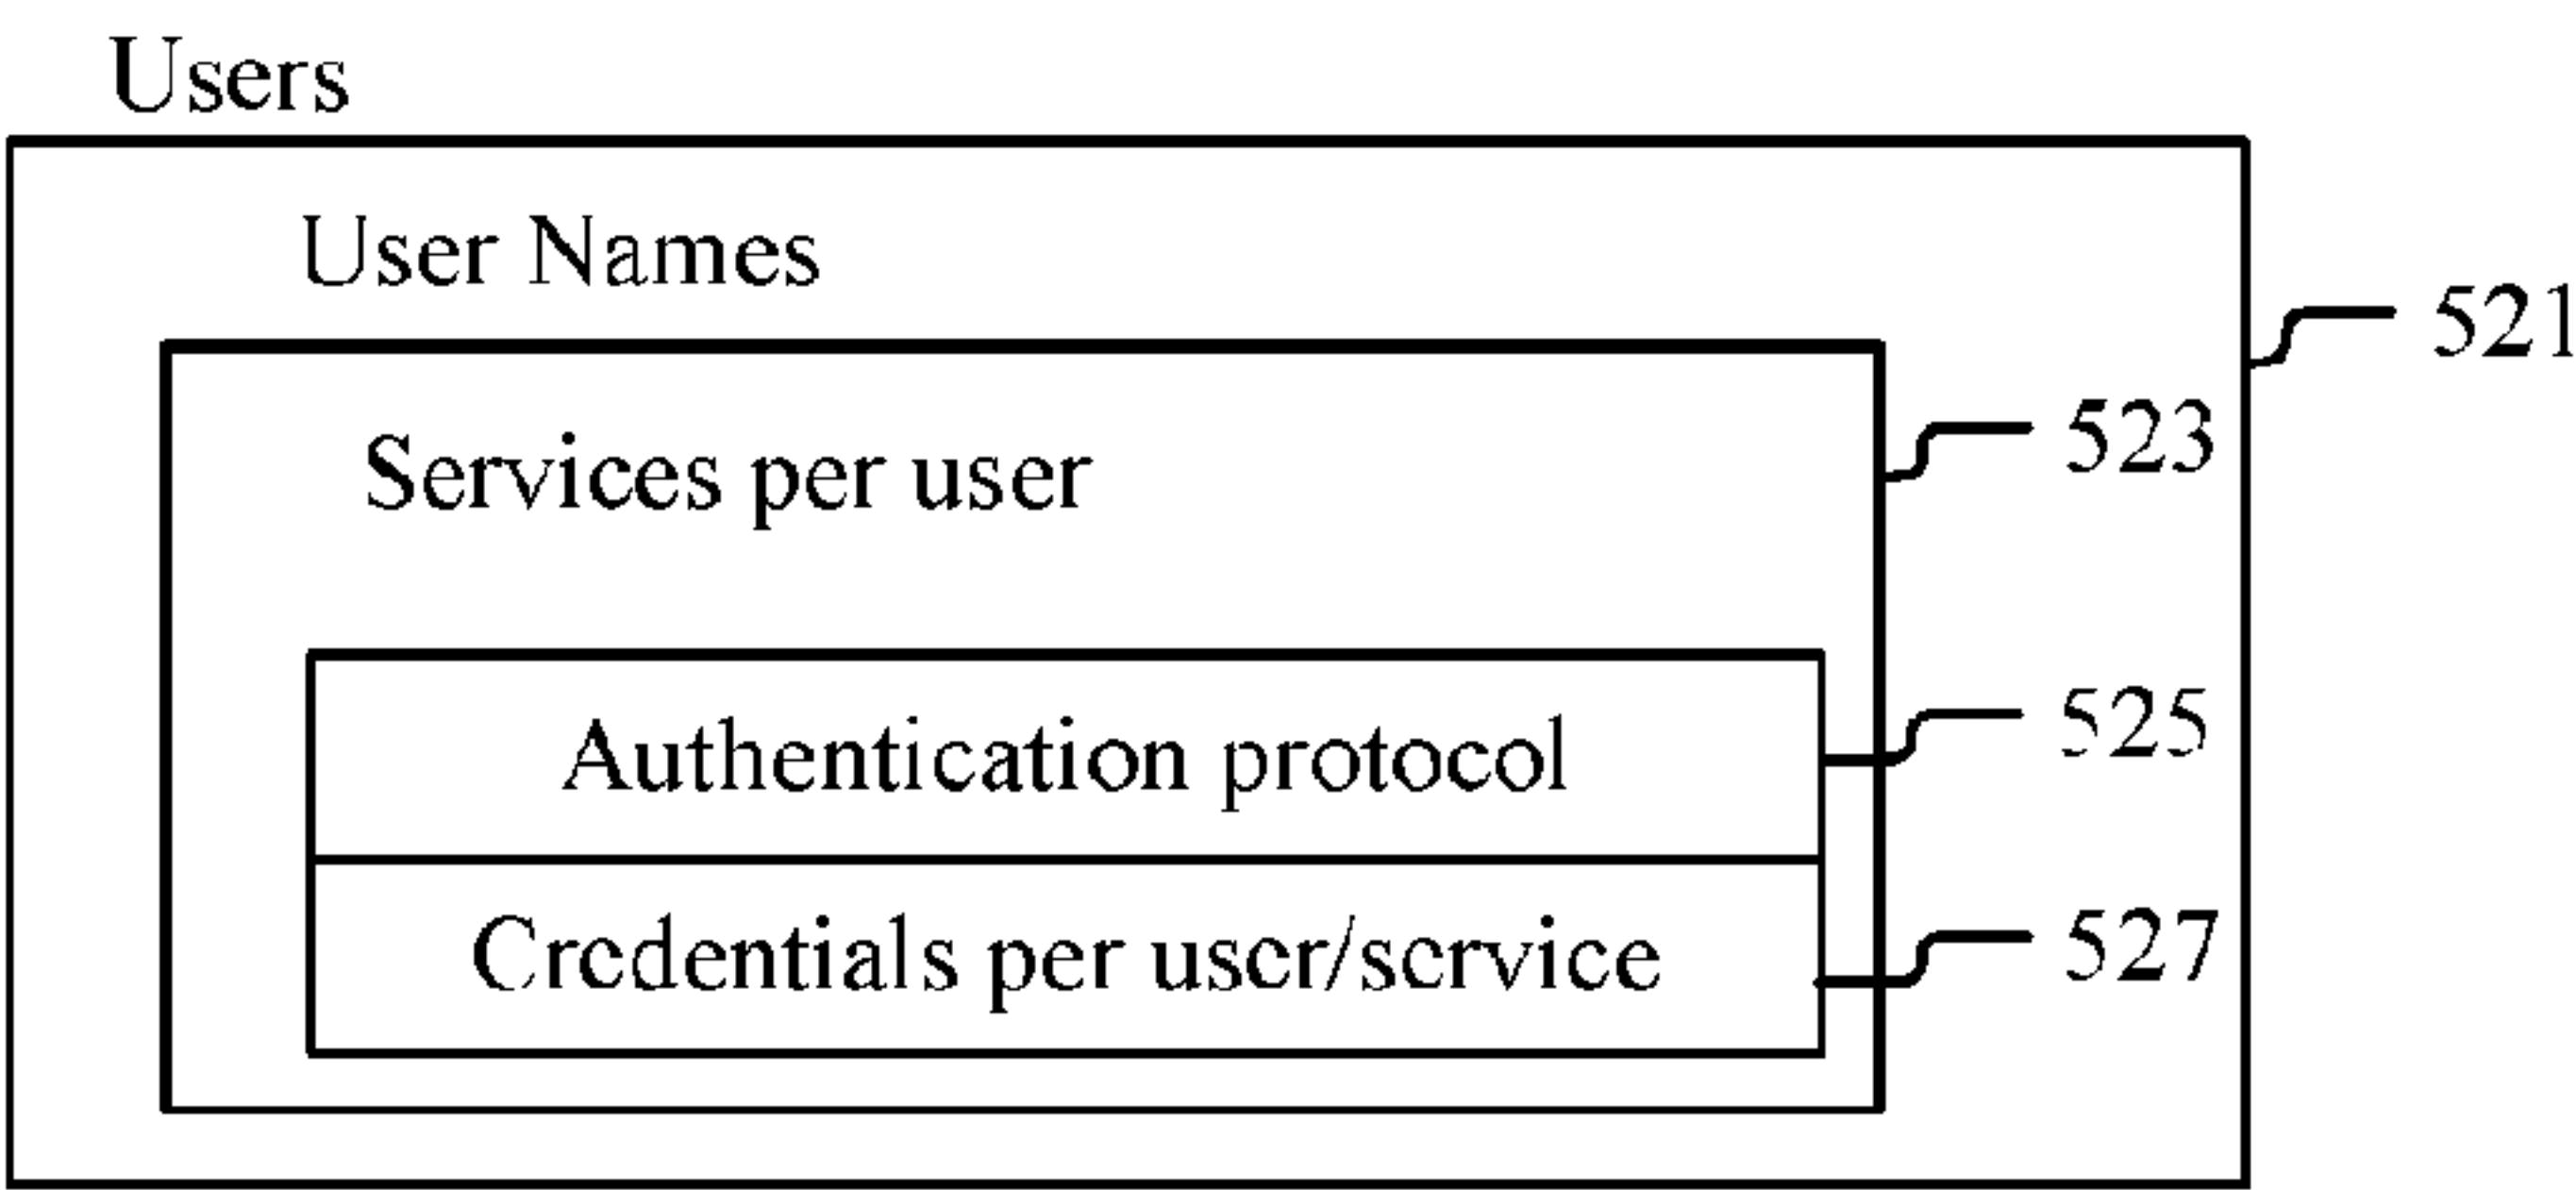 Users
User Names
521
523
Services per user
Authentication protocol
525
Credentials per user/service
527